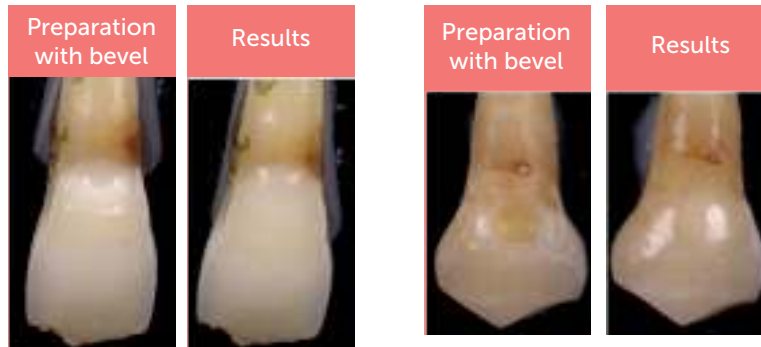 Preparation
with bevel
Results
Preparation
with bevel
Results